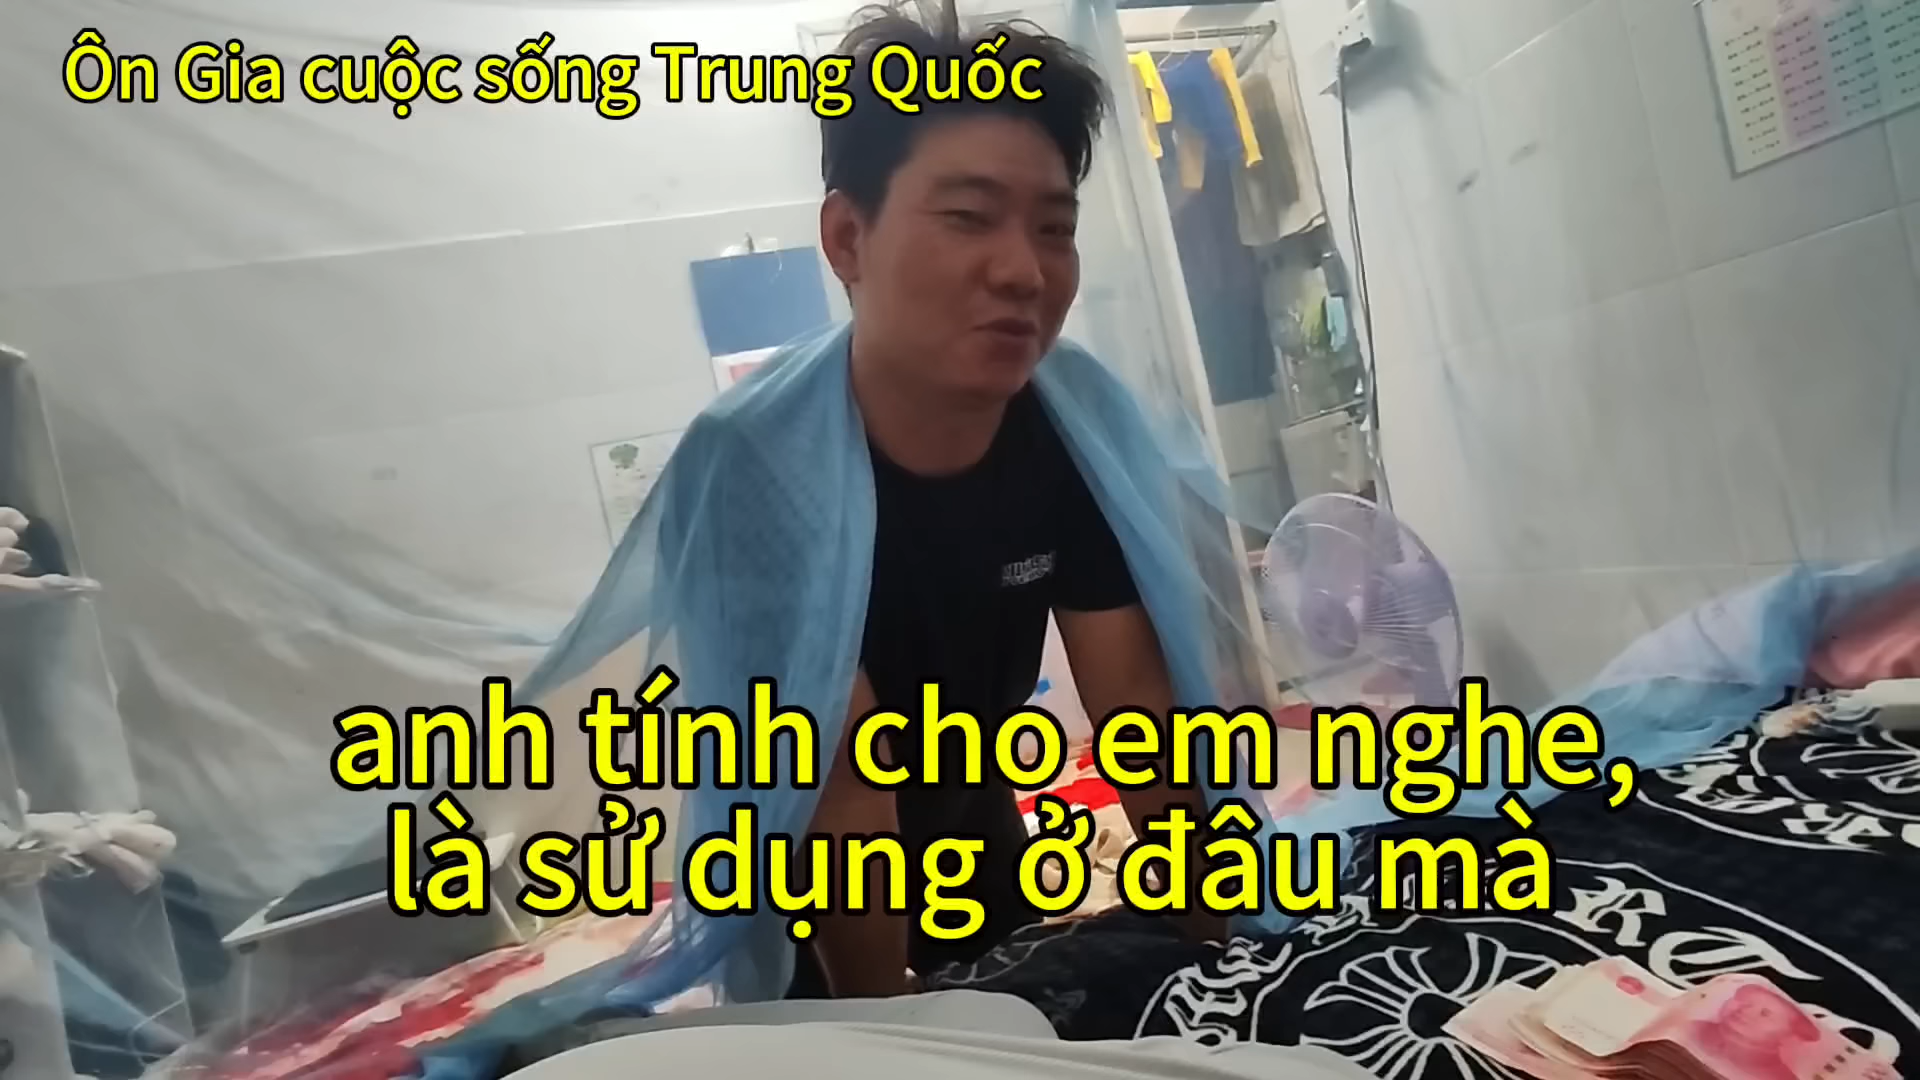 Ôn Gia cuộc sống Trung Quốc
anh tính cho em nghe,
là sử dụng ở đâu mà